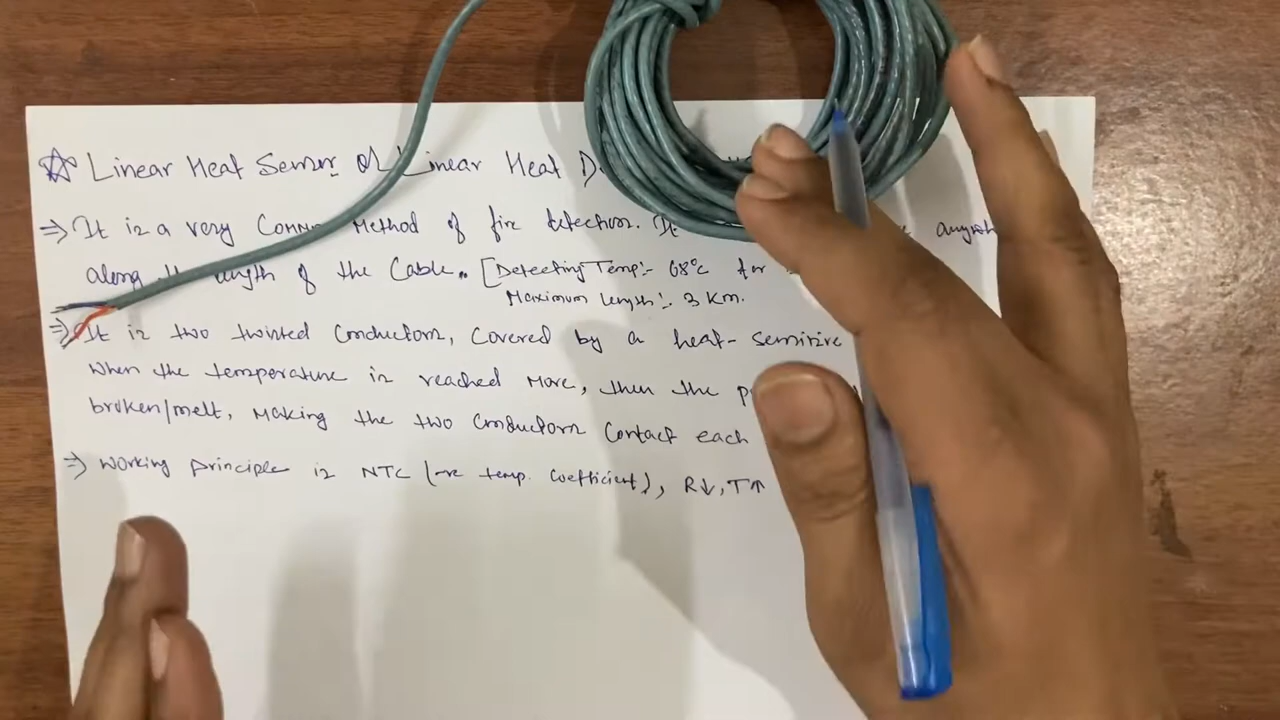 Linear Heat Sensor or Linear Heat
⇒ It is a very Method of fire detection. It
along the length of the Cable.. [Detecting Temp:- 68°c for
Maximum length:- 3 Km.
⇒ It is two twisted Conductors, Covered by a heat-sensitive
When the temperature is reached More, then the
broken/melt, Making the two Conductors Contact each
⇒ Working principle is NTC (-ve temp. Coefficient), R↓, T↑